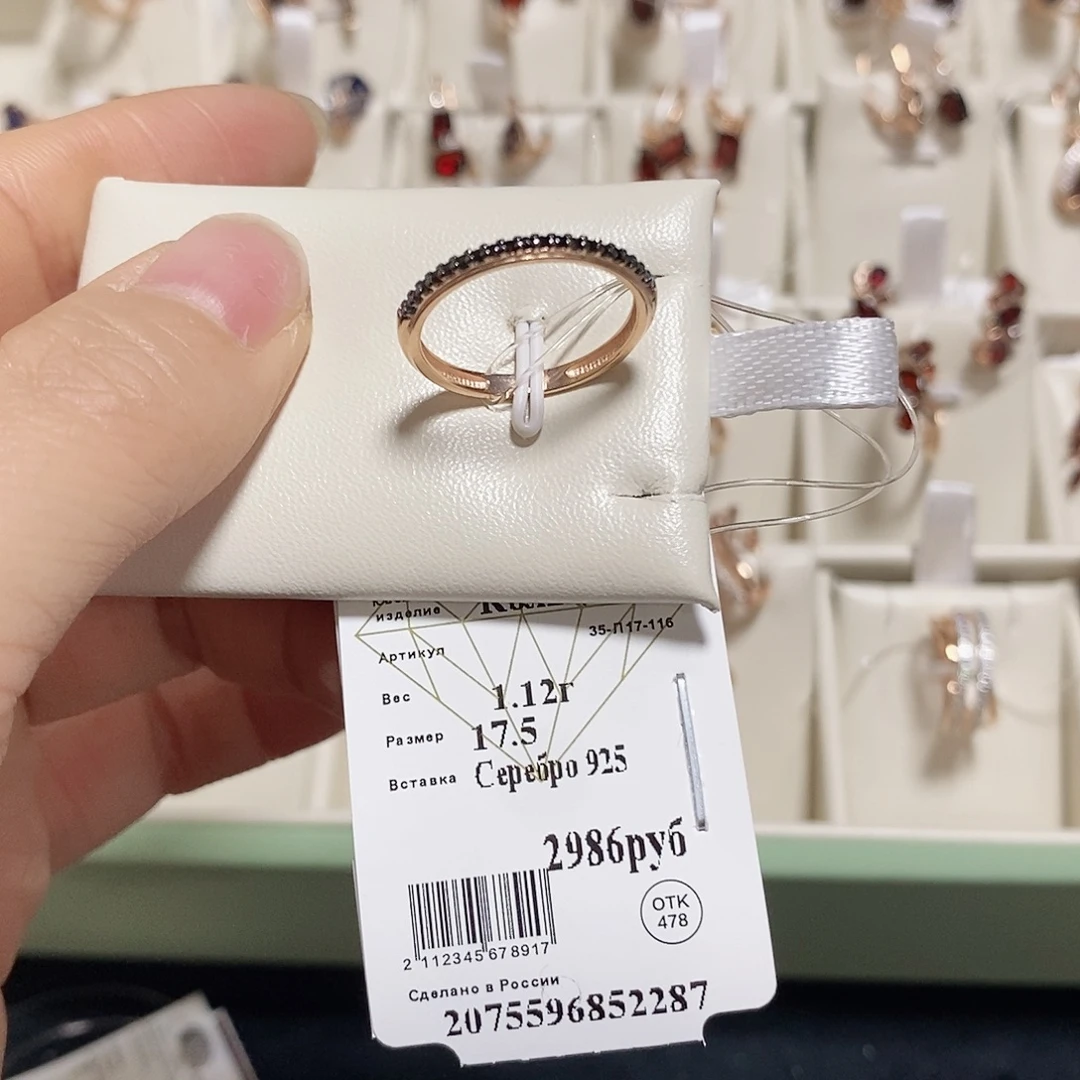 изделие
35-П17-116
Артикул
Вес 1.12г
Размер 17.5
Вставка Серебро 925
2986руб
ОТК
478
2 112345 678917
Сделано в России
2075596852287